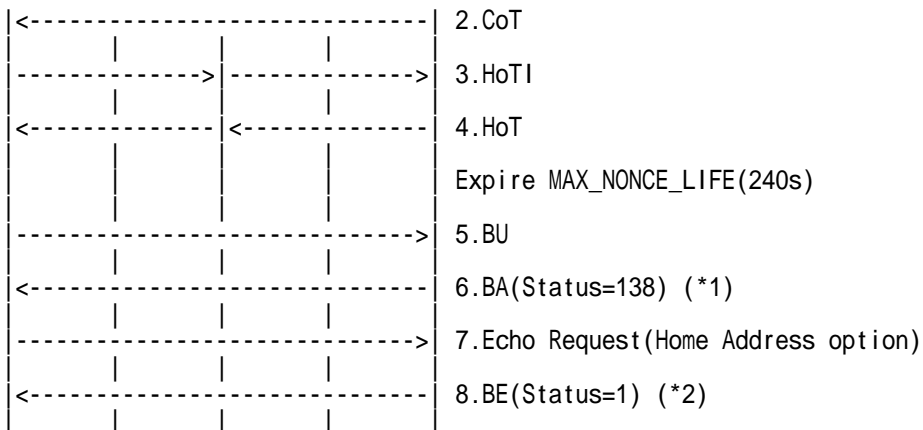 2.CoT
3.HoTI
4.HoT
Expire MAX_NONCE_LIFE(240s)
5.BU
6.BA(Status=138) (*1)
7.Echo Request(Home Address option)
8.BE(Status=1) (*2)